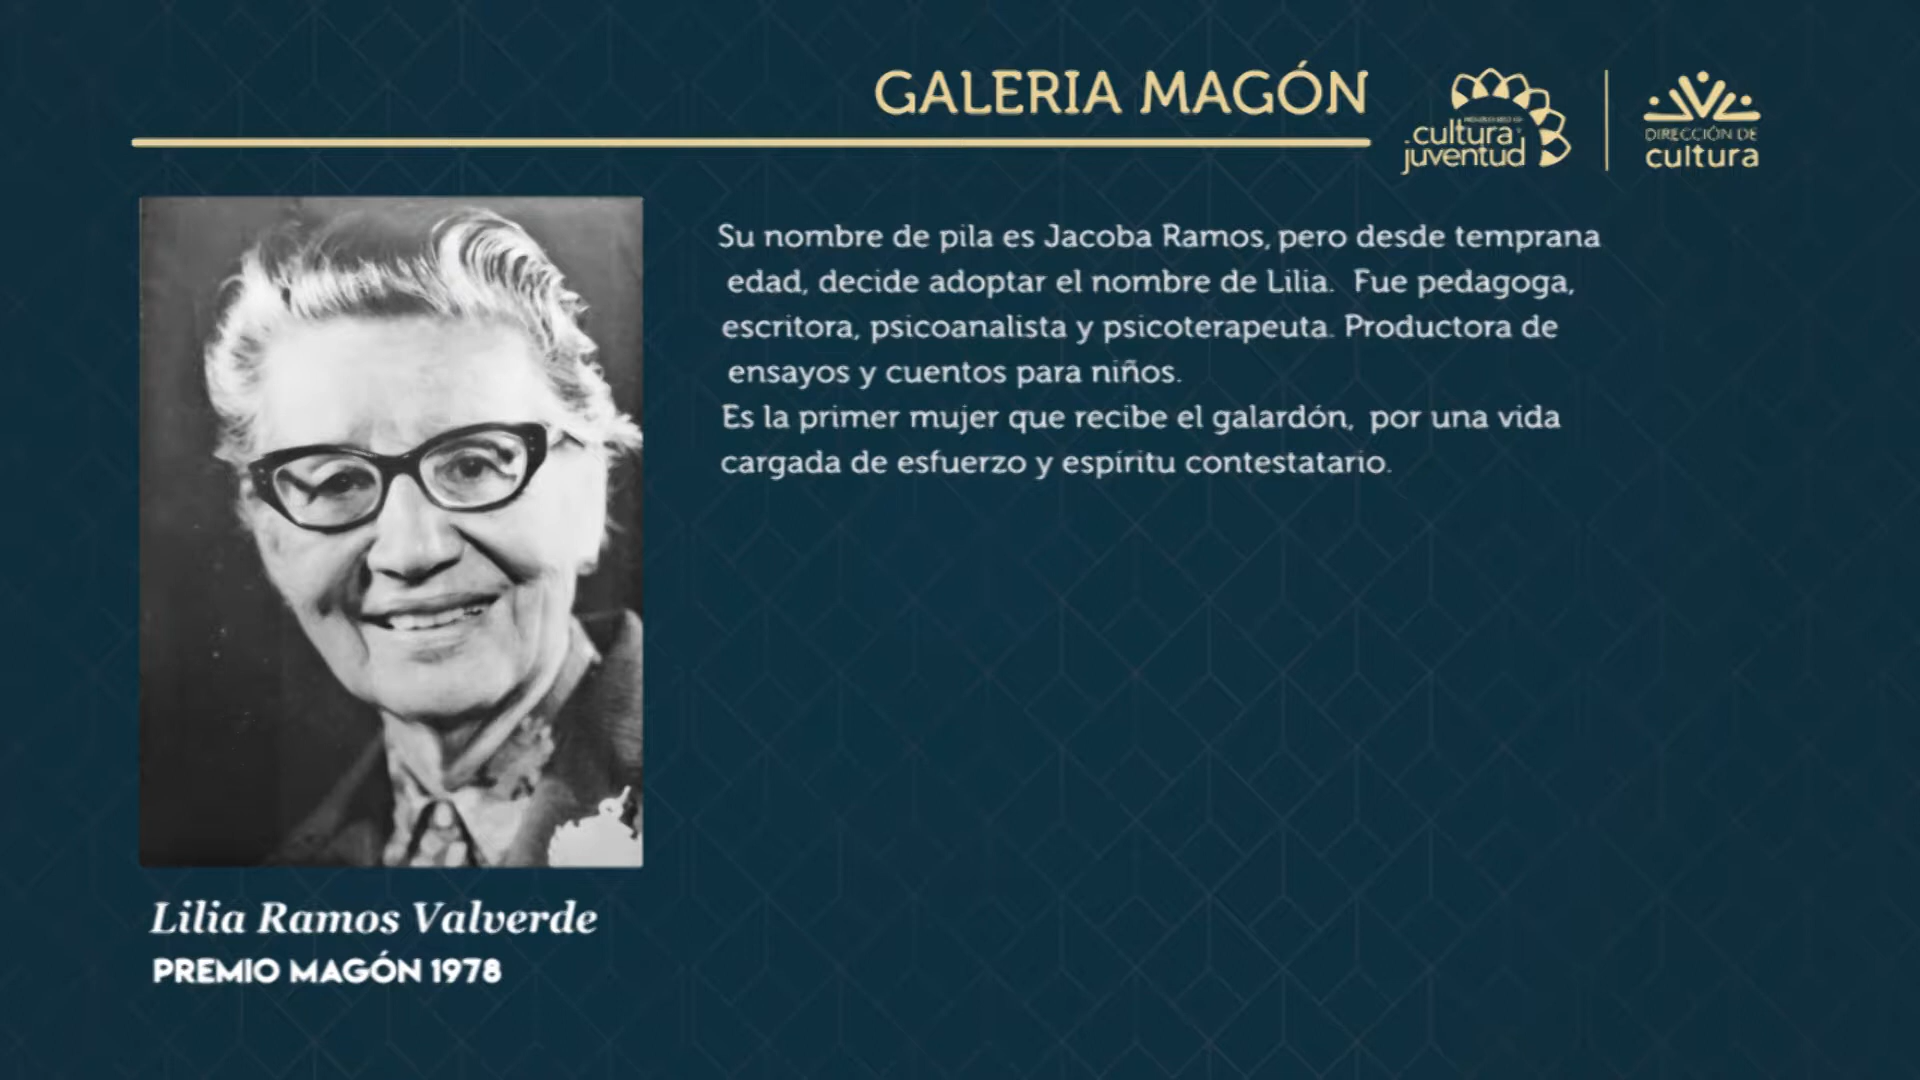 GALERIA MAGÓN
cultura
juventud
DIRECCIÓN DE
cultura
Su nombre de pila es Jacoba Ramos, pero desde temprana
edad, decide adoptar el nombre de Lilia. Fue pedagoga,
escritora, psicoanalista y psicoterapeuta. Productora de
ensayos y cuentos para niños.
Es la primer mujer que recibe el galardón, por una vida
cargada de esfuerzo y espíritu contestatario.
Lilia Ramos Valverde
PREMIO MAGÓN 1978